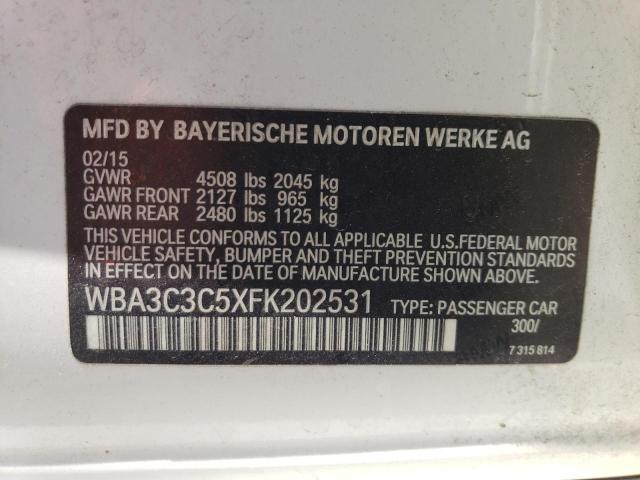 MFD BY BAYERISCHE MOTOREN WERKE AG
02/15
GVWR 4508 lbs 2045 kg
GAWR FRONT 2127 lbs 965 kg
GAWR REAR 2480 lbs 1125 kg
THIS VEHICLE CONFORMS TO ALL APPLICABLE U.S.FEDERAL MOTOR
VEHICLE SAFETY, BUMPER AND THEFT PREVENTION STANDARDS
IN EFFECT ON THE DATE OF MANUFACTURE SHOWN ABOVE.
WBA3C3C5XFK202531 TYPE: PASSENGER CAR
300/
7 315 814